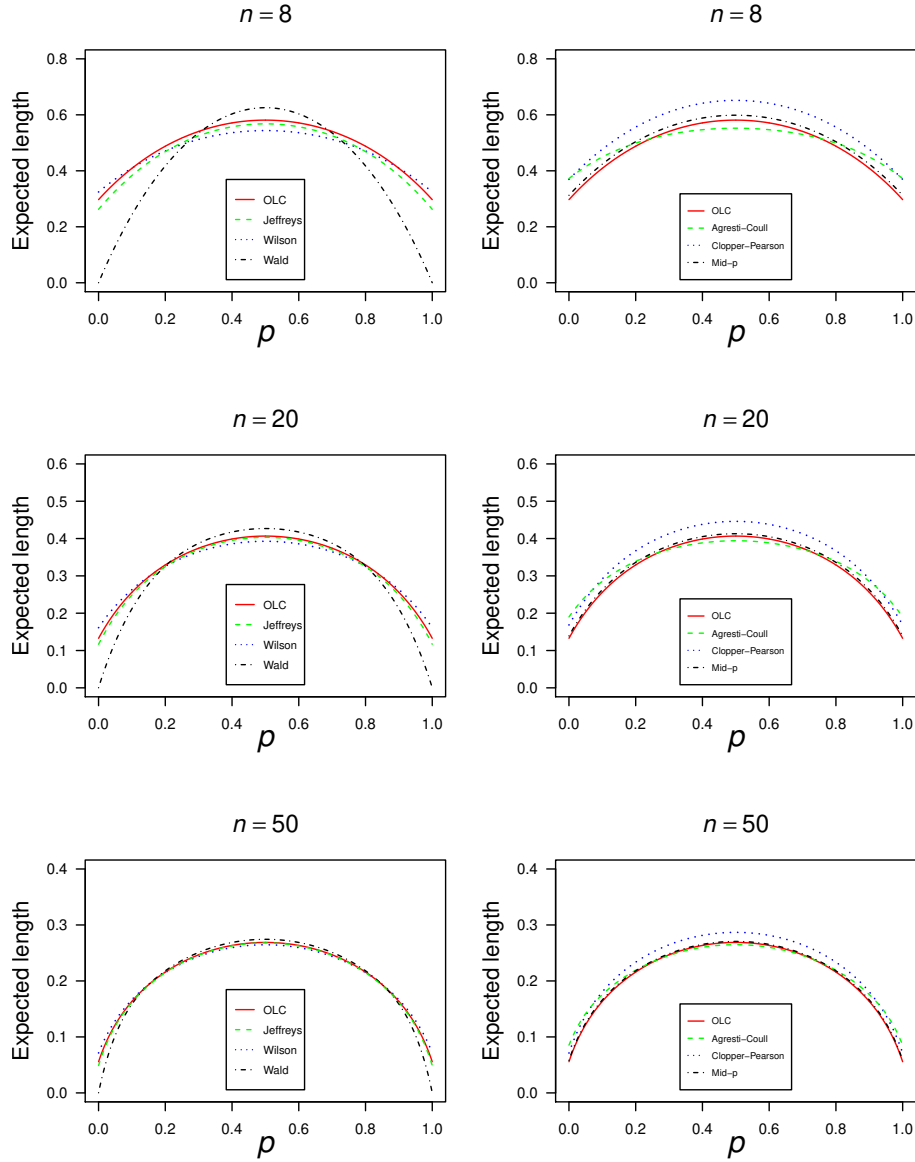 n = 8
Expected length
0.8
0.6
0.4
0.2
0.0
OLC
Jeffreys
Wilson
Wald
0.0 0.2 0.4 0.6 0.8 1.0
p
n = 8
Expected length
0.8
0.6
0.4
0.2
0.0
OLC
Agresti−Coull
Clopper−Pearson
Mid−p
0.0 0.2 0.4 0.6 0.8 1.0
p
n = 20
Expected length
0.6
0.5
0.4
0.3
0.2
0.1
0.0
OLC
Jeffreys
Wilson
Wald
0.0 0.2 0.4 0.6 0.8 1.0
p
n = 20
Expected length
0.6
0.5
0.4
0.3
0.2
0.1
0.0
OLC
Agresti−Coull
Clopper−Pearson
Mid−p
0.0 0.2 0.4 0.6 0.8 1.0
p
n = 50
Expected length
0.4
0.3
0.2
0.1
0.0
OLC
Jeffreys
Wilson
Wald
0.0 0.2 0.4 0.6 0.8 1.0
p
n = 50
Expected length
0.4
0.3
0.2
0.1
0.0
OLC
Agresti−Coull
Clopper−Pearson
Mid−p
0.0 0.2 0.4 0.6 0.8 1.0
p